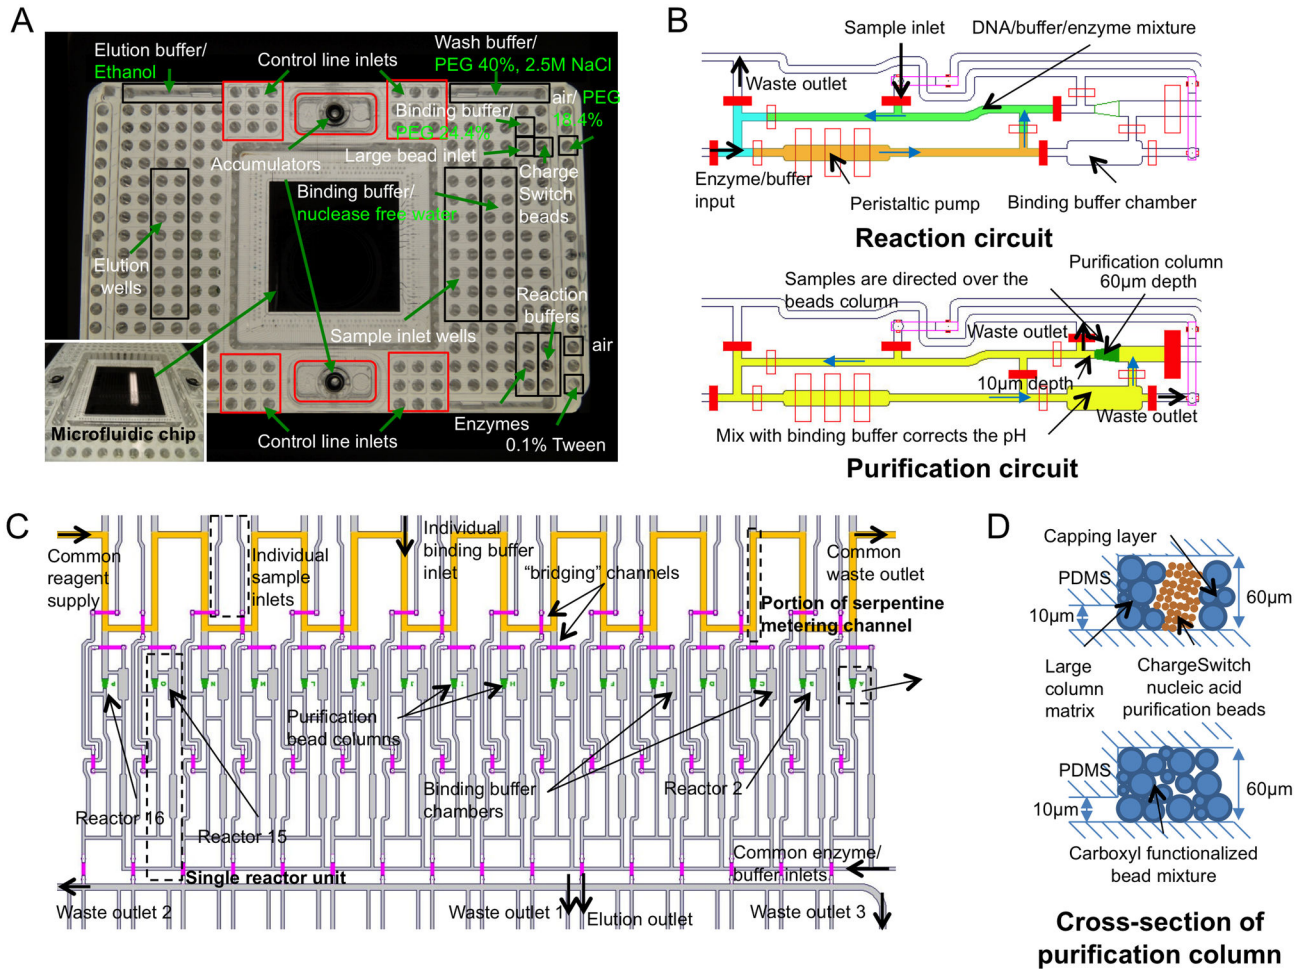 A
Elution buffer/
Ethanol
Control line inlets
Wash buffer/
PEG 40%, 2.5M NaCl
air/ PEG
18.4%
Binding buffer/
PEG 24.4%
Large bead inlet
Accumulators
Binding buffer/
nuclease free water
Charge
Switch
beads
Elution
wells
Sample inlet wells
Reaction
buffers
air
Microfluidic chip
Control line inlets
Enzymes
0.1% Tween
B
Sample inlet
DNA/buffer/enzyme mixture
Waste outlet
Enzyme/buffer
input
Peristaltic pump
Binding buffer chamber
Reaction circuit
Samples are directed over the
beads column
Purification column
60µm depth
Waste outlet
10µm depth
Waste outlet
Mix with binding buffer corrects the pH
Purification circuit
C
Common
reagent
supply
Individual
sample
inlets
Individual
binding buffer
inlet
"bridging" channels
Common
waste outlet
Portion of serpentine
metering channel
P
O
N
M
L
K
J
I
H
G
F
E
D
C
B
A
Purification
bead columns
Binding buffer
chambers
Reactor 2
Reactor 16
Reactor 15
Single reactor unit
Common enzyme/
buffer inlets
Waste outlet 2
Waste outlet 1
Elution outlet
Waste outlet 3
D
Capping layer
PDMS
10µm
60µm
Large
column
matrix
ChargeSwitch
nucleic acid
purification beads
PDMS
10µm
60µm
Carboxyl functionalized
bead mixture
Cross-section of
purification column